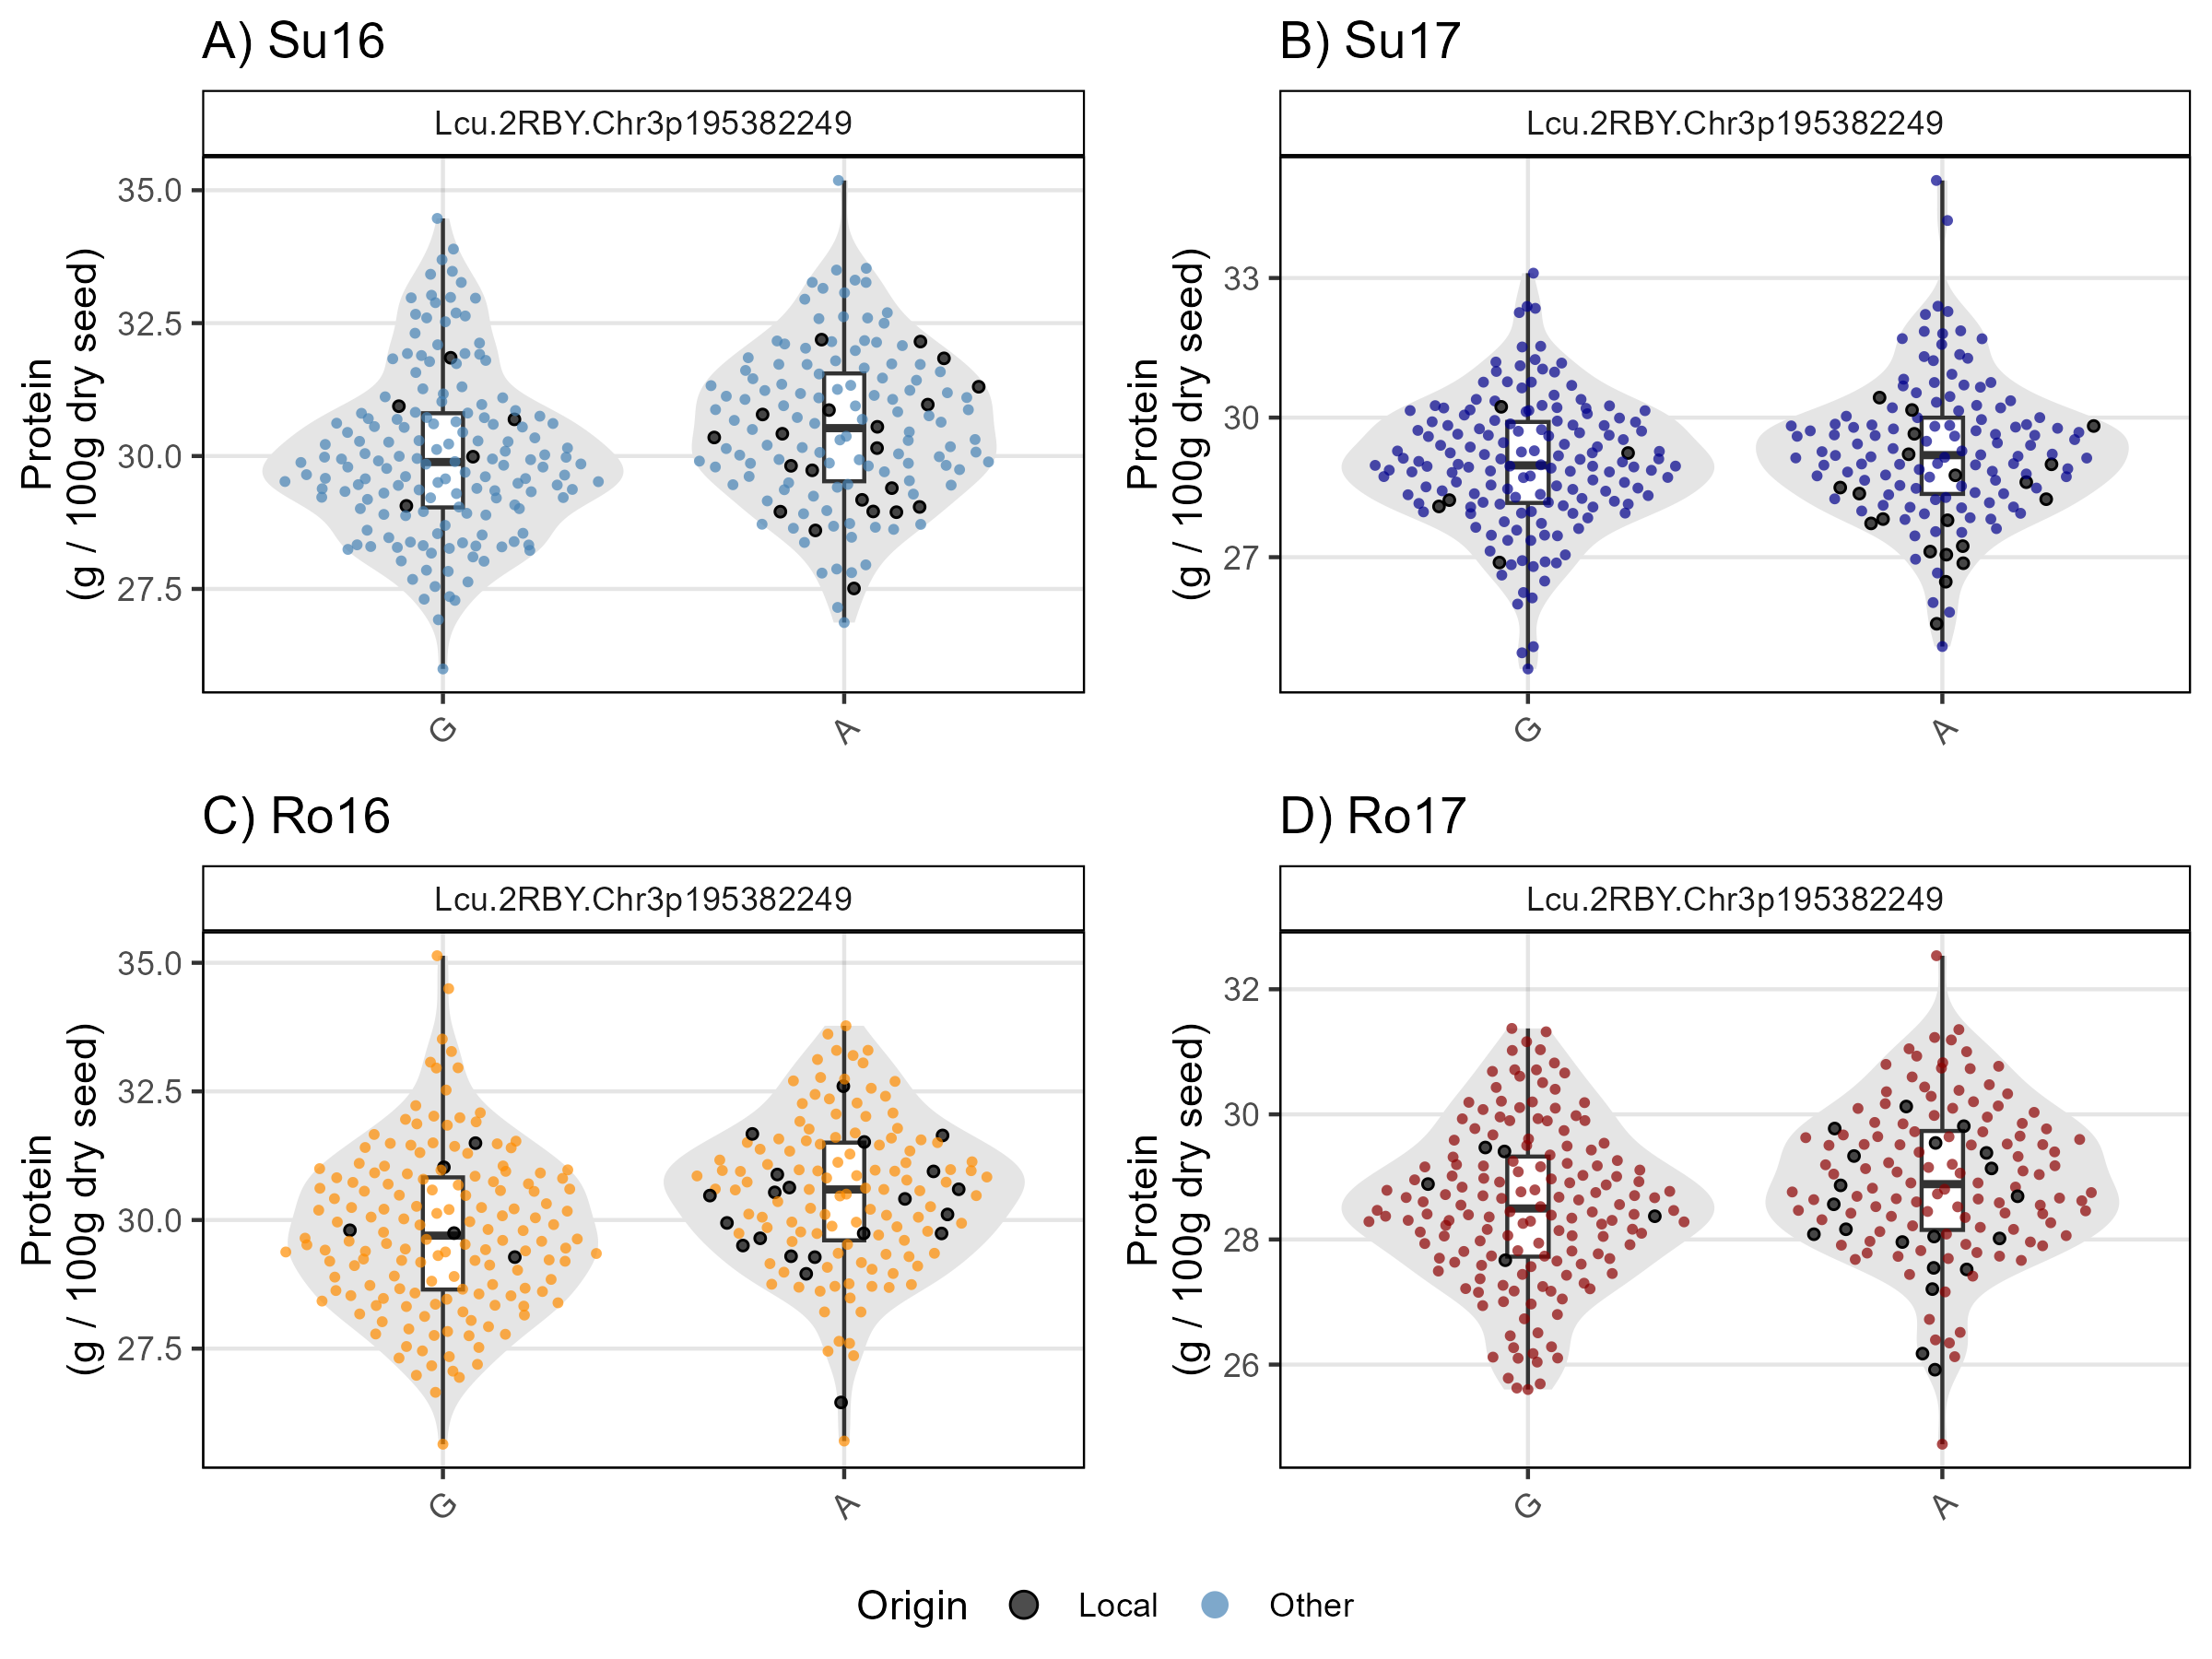 A) Su16
Lcu.2RBY.Chr3p195382249
Protein
(g / 100g dry seed)
35.0
32.5
30.0
27.5
G
A
B) Su17
Lcu.2RBY.Chr3p195382249
Protein
(g / 100g dry seed)
33
30
27
G
A
C) Ro16
Lcu.2RBY.Chr3p195382249
Protein
(g / 100g dry seed)
35.0
32.5
30.0
27.5
G
A
D) Ro17
Lcu.2RBY.Chr3p195382249
Protein
(g / 100g dry seed)
32
30
28
26
G
A
Origin Local Other